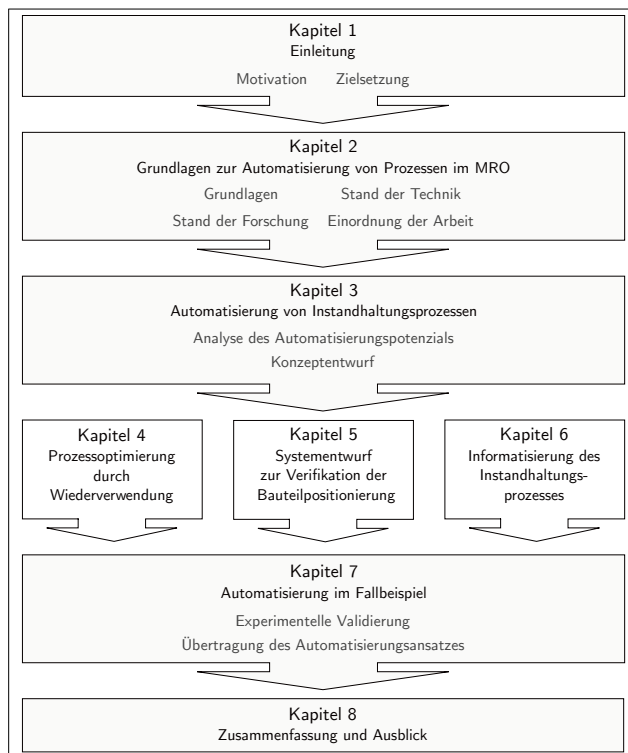 Kapitel 1
Einleitung
Motivation Zielsetzung
Kapitel 2
Grundlagen zur Automatisierung von Prozessen im MRO
Grundlagen Stand der Technik
Stand der Forschung Einordnung der Arbeit
Kapitel 3
Automatisierung von Instandhaltungsprozessen
Analyse des Automatisierungspotenzials
Konzeptentwurf
Kapitel 4
Prozessoptimierung
durch
Wiederverwendung
Kapitel 5
Systementwurf
zur Verifikation der
Bauteilpositionierung
Kapitel 6
Informatisierung des
Instandhaltungs-
prozesses
Kapitel 7
Automatisierung im Fallbeispiel
Experimentelle Validierung
Übertragung des Automatisierungsansatzes
Kapitel 8
Zusammenfassung und Ausblick